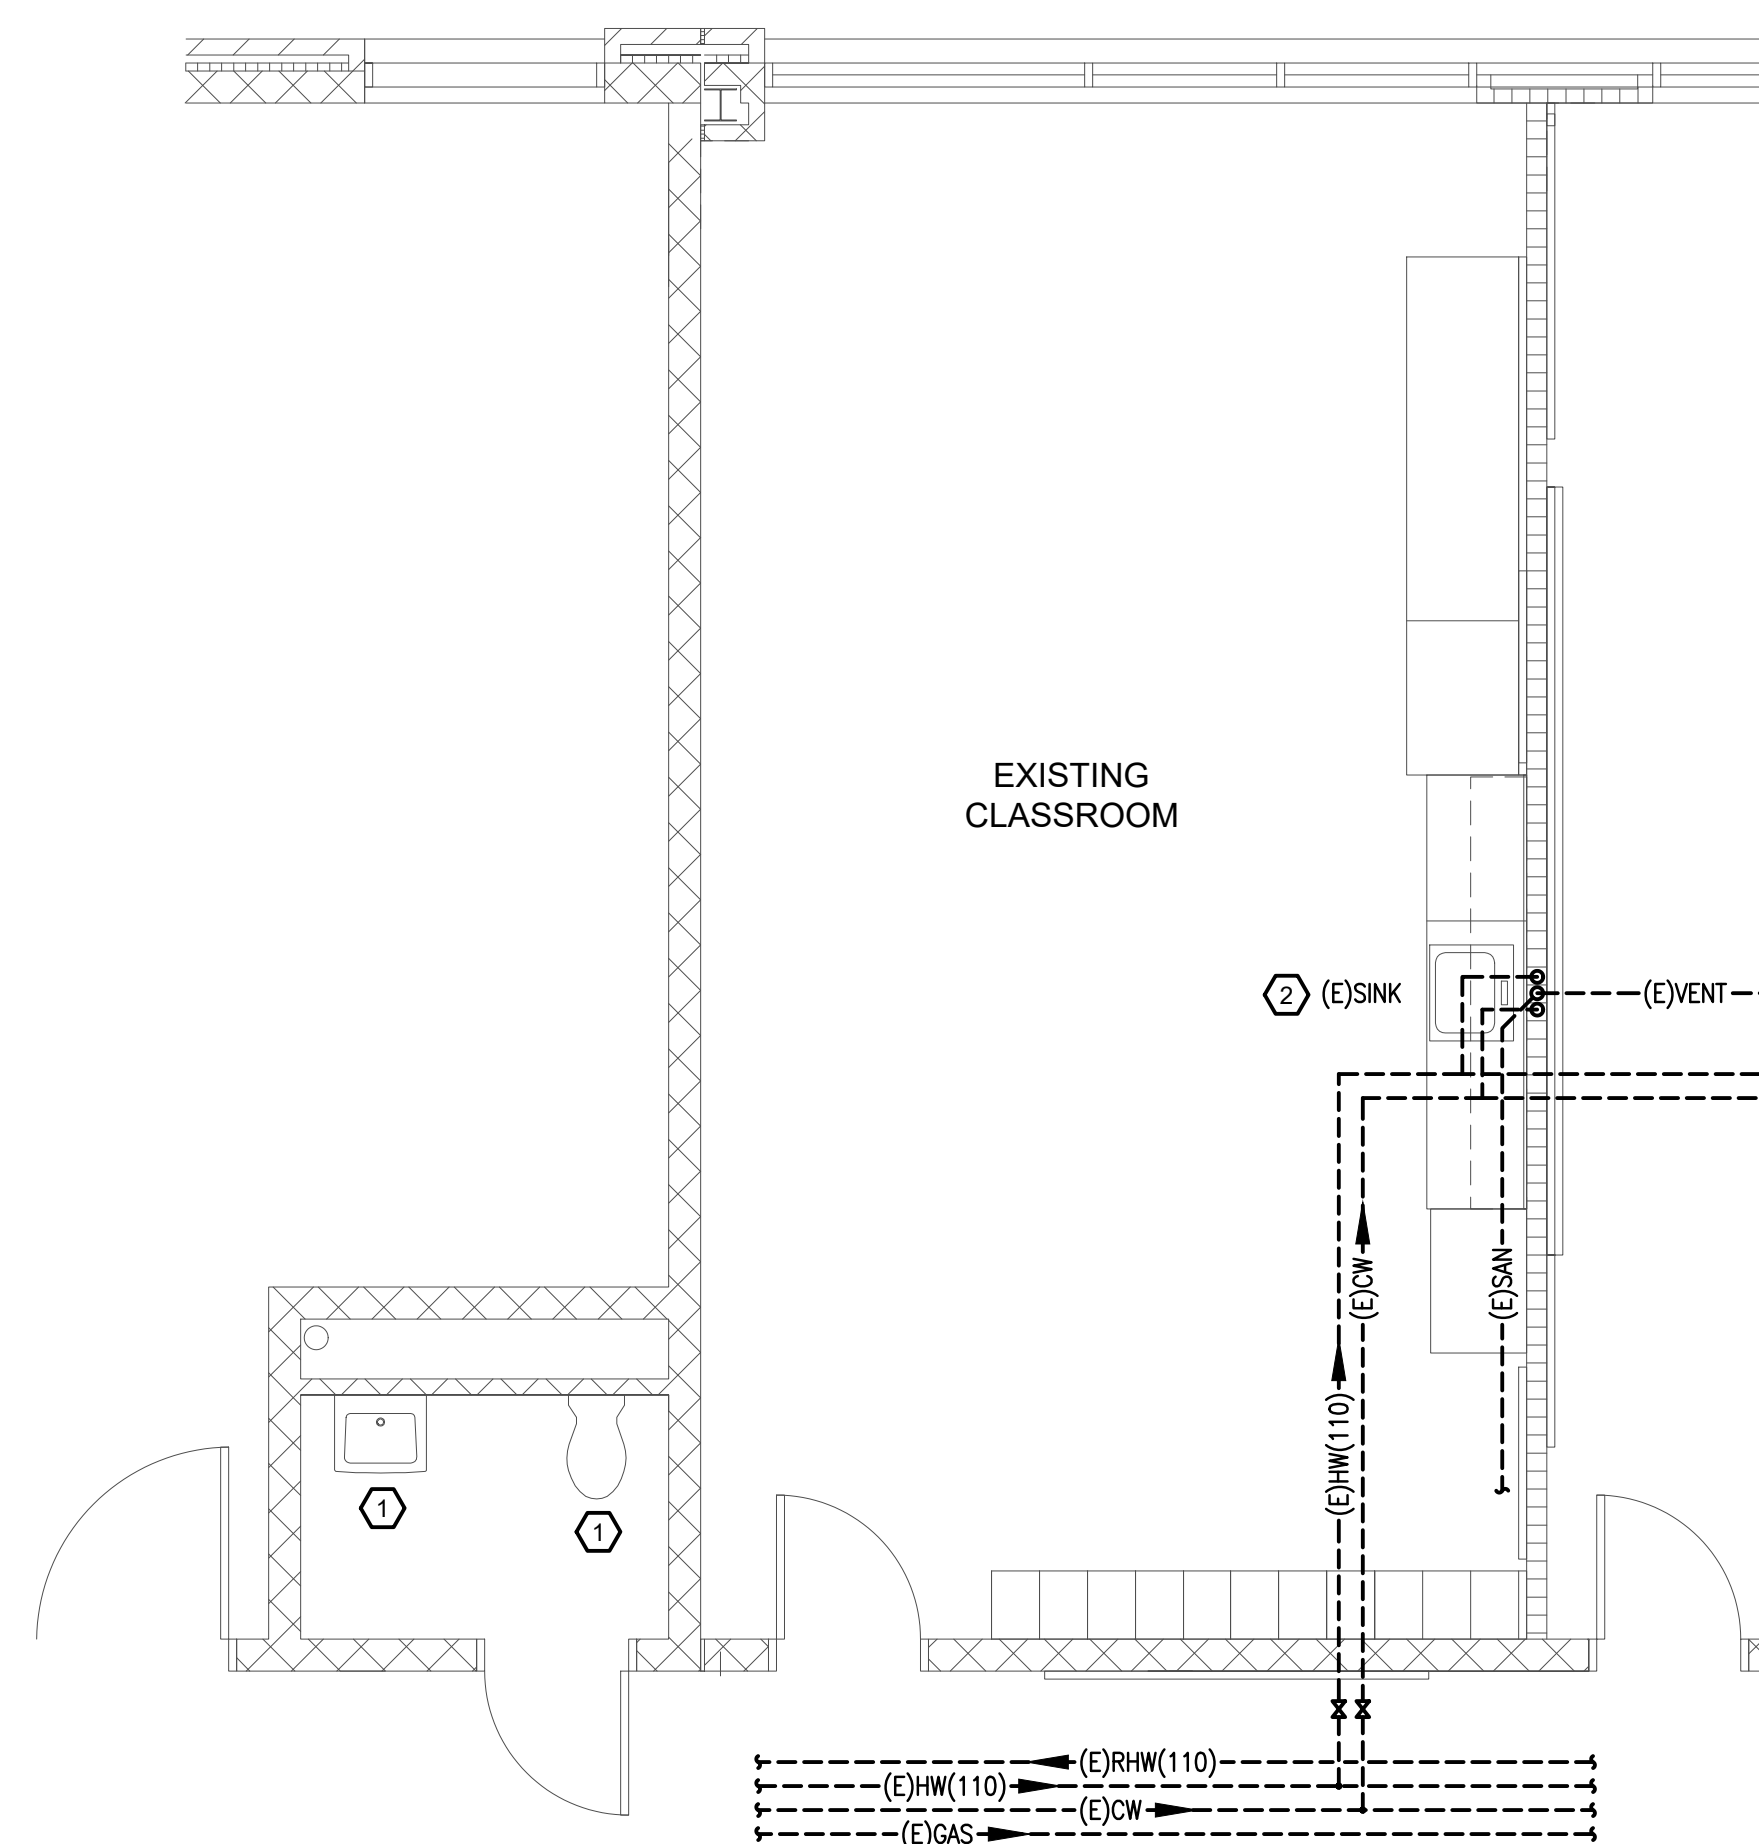 EXISTING
CLASSROOM
2 (E)SINK
(E)VENT
(E)CW
(E)SAN
(E)HW(110)
1
1
(E)RHW(110)
(E)HW(110)
(E)CW
(E)GAS